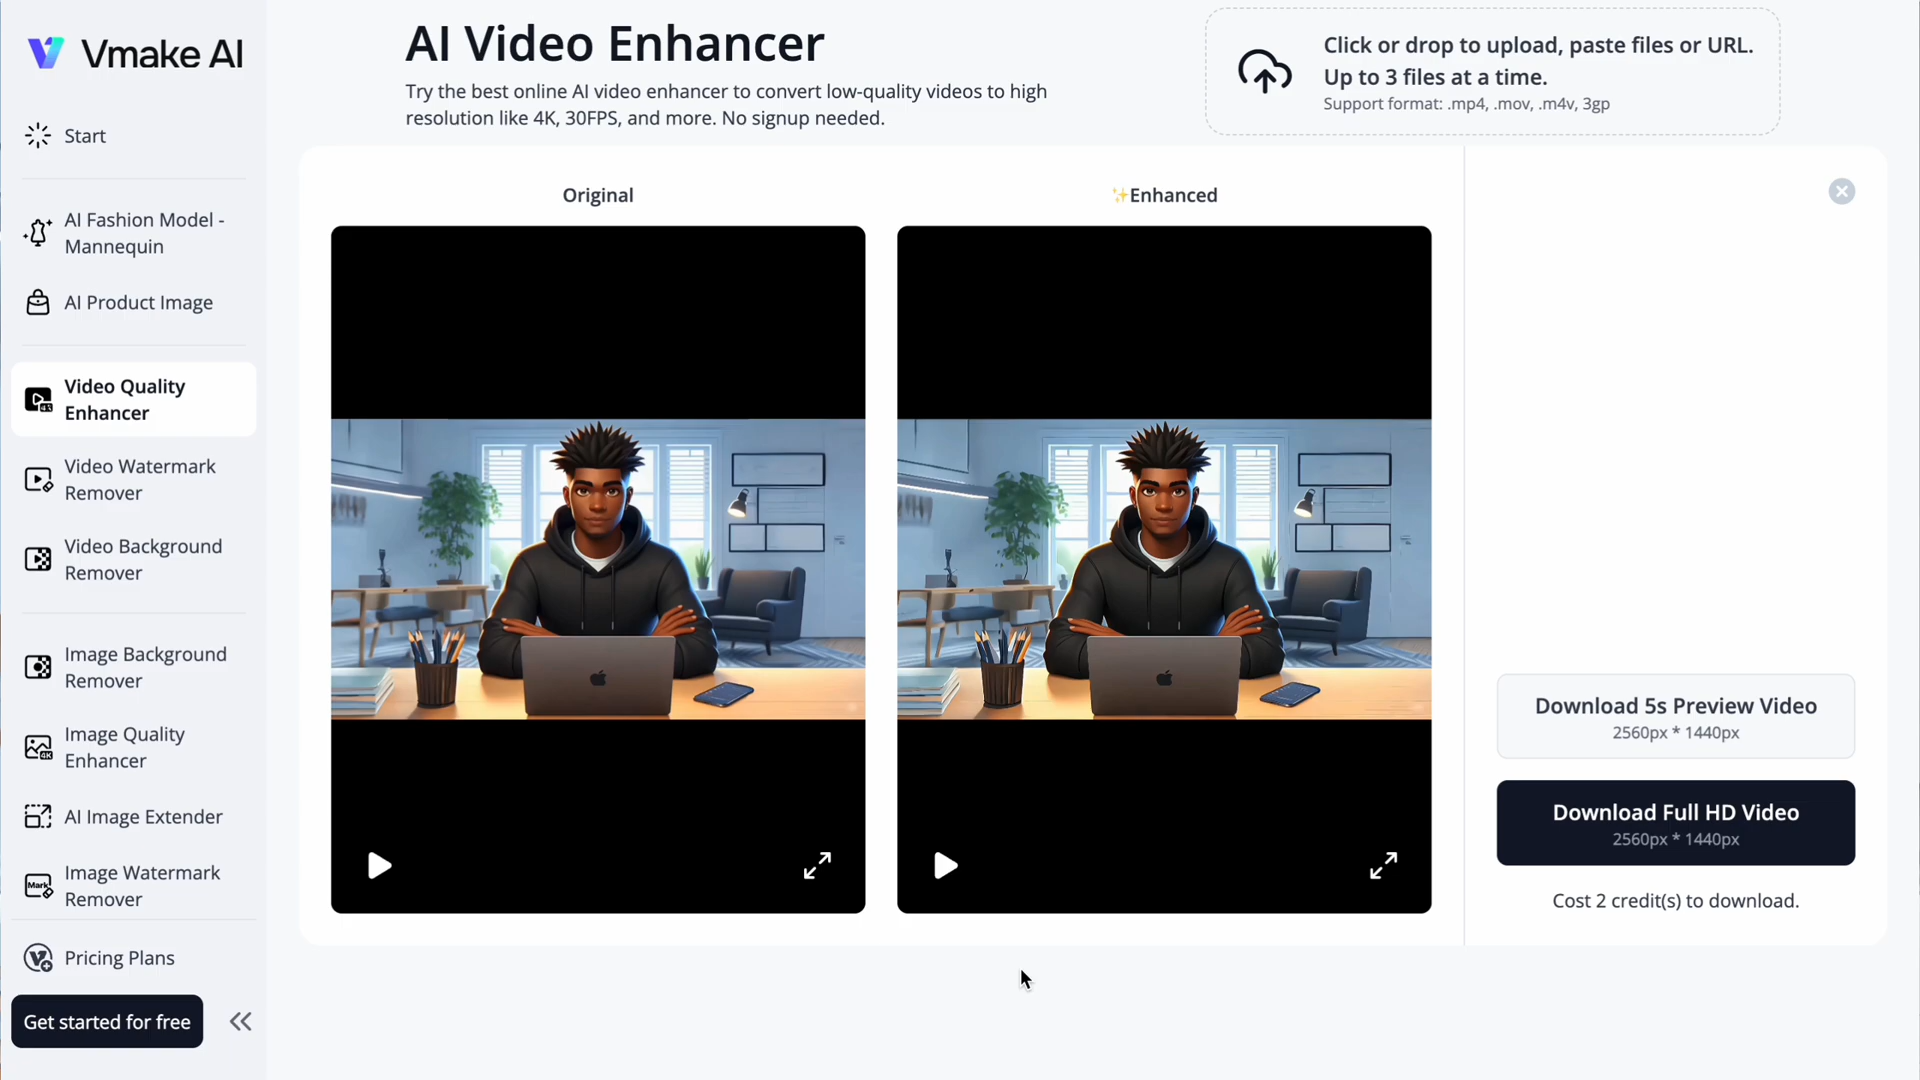 Vmake AI
Start
AI Fashion Model -
Mannequin
AI Product Image
Video Quality
Enhancer
Video Watermark
Remover
Video Background
Remover
Image Background
Remover
Image Quality
Enhancer
AI Image Extender
Mark
Image Watermark
Remover
Pricing Plans
Get started for free
AI Video Enhancer
Try the best online AI video enhancer to convert low-quality videos to high
resolution like 4K, 30FPS, and more. No signup needed.
Click or drop to upload, paste files or URL.
Up to 3 files at a time.
Support format: .mp4, .mov, .m4v, 3gp
Original
✨Enhanced
Download 5s Preview Video
2560px * 1440px
Download Full HD Video
2560px * 1440px
Cost 2 credit(s) to download.